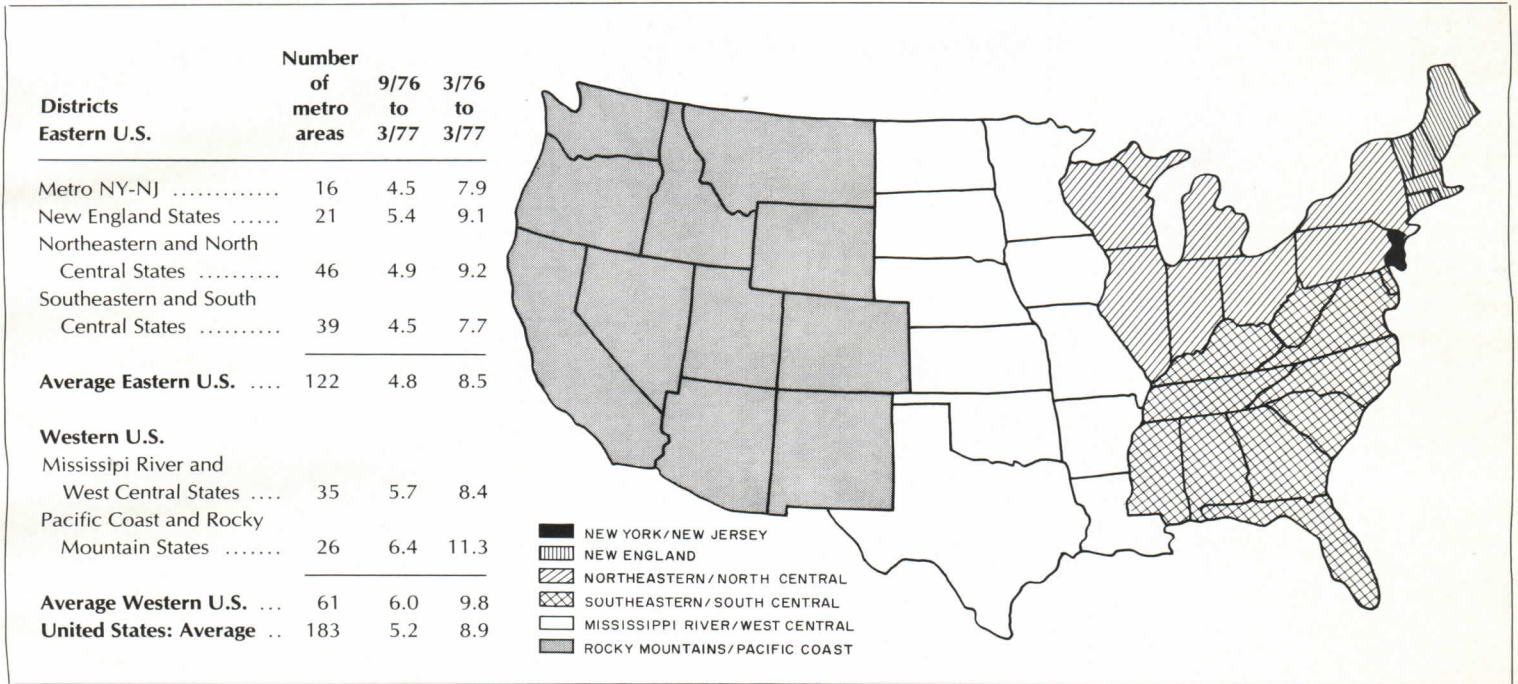 Number
of 9/76 3/76
Districts metro to to
Eastern U.S. areas 3/77 3/77
Metro NY-NJ ............. 16 4.5 7.9
New England States ...... 21 5.4 9.1
Northeastern and North
Central States .......... 46 4.9 9.2
Southeastern and South
Central States .......... 39 4.5 7.7
Average Eastern U.S. .... 122 4.8 8.5
Western U.S.
Mississipi River and
West Central States .... 35 5.7 8.4
Pacific Coast and Rocky
Mountain States ....... 26 6.4 11.3
Average Western U.S. ... 61 6.0 9.8
United States: Average .. 183 5.2 8.9
NEW YORK/NEW JERSEY
NEW ENGLAND
NORTHEASTERN/NORTH CENTRAL
SOUTHEASTERN/SOUTH CENTRAL
MISSISSIPPI RIVER/WEST CENTRAL
ROCKY MOUNTAINS/PACIFIC COAST